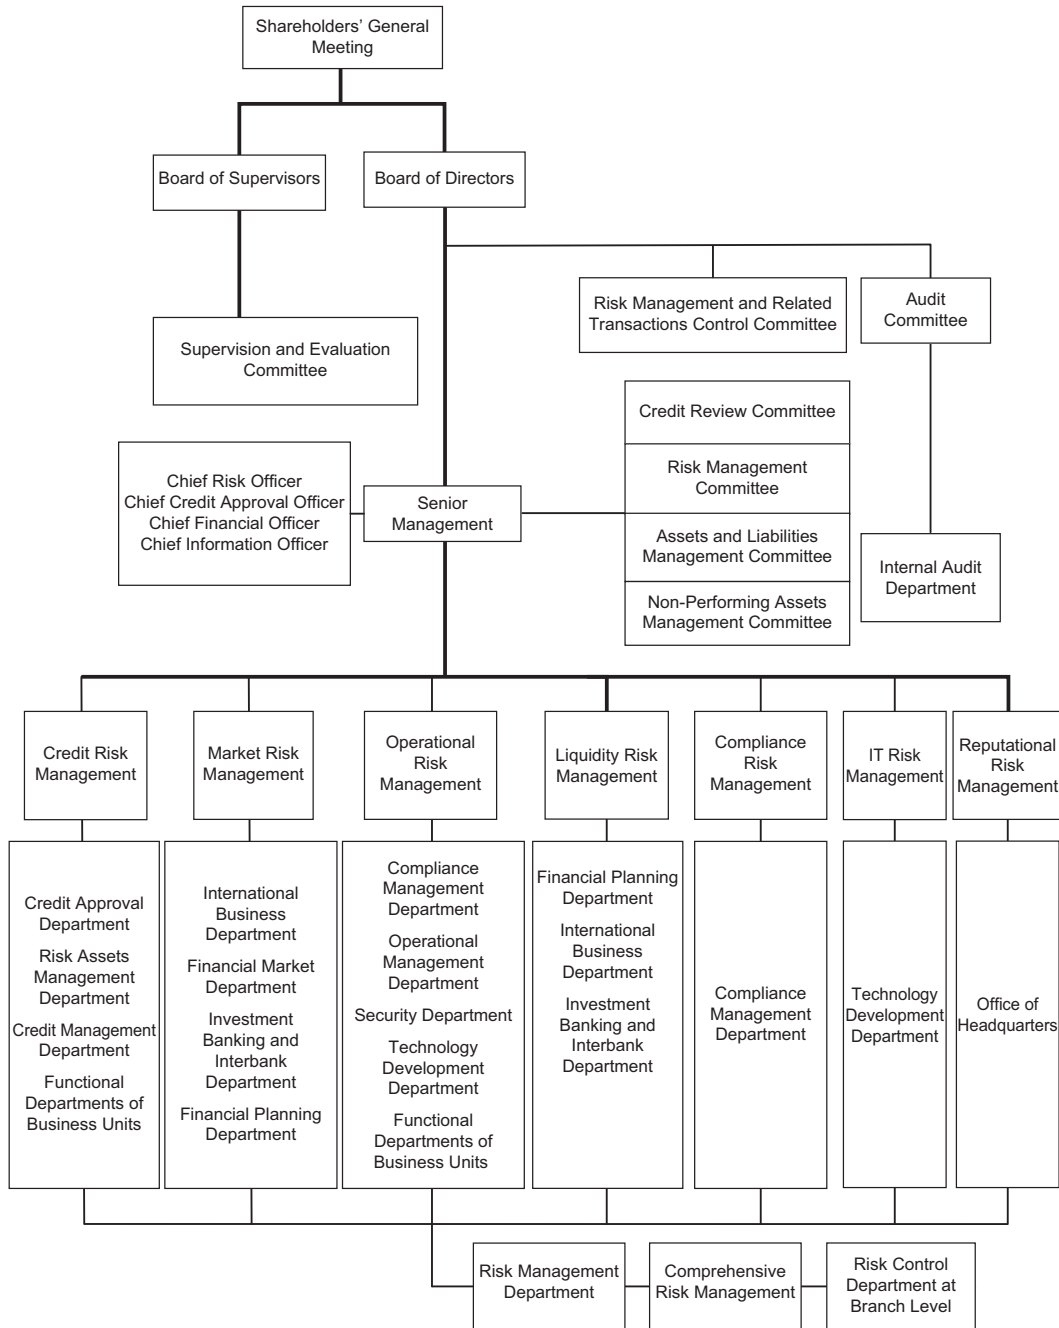 Shareholders' General
Meeting
Board of Supervisors
Board of Directors
Risk Management and Related
Transactions Control Committee
Audit
Committee
Supervision and Evaluation
Committee
Credit Review Committee
Risk Management
Committee
Assets and Liabilities
Management Committee
Non-Performing Assets
Management Committee
Chief Risk Officer
Chief Credit Approval Officer
Chief Financial Officer
Chief Information Officer
Senior
Management
Internal Audit
Department
Credit Risk
Management
Market Risk
Management
Operational
Risk
Management
Liquidity Risk
Management
Compliance
Risk
Management
IT Risk
Management
Reputational
Risk
Management
Credit Approval
Department
Risk Assets
Management
Department
Credit Management
Department
Functional
Departments of
Business Units
International
Business
Department
Financial Market
Department
Investment
Banking and
Interbank
Department
Financial Planning
Department
Compliance
Management
Department
Operational
Management
Department
Security Department
Technology
Development
Department
Functional
Departments of
Business Units
Financial Planning
Department
International
Business
Department
Investment
Banking and
Interbank
Department
Compliance
Management
Department
Technology
Development
Department
Office of
Headquarters
Risk Management
Department
Comprehensive
Risk Management
Risk Control
Department at
Branch Level